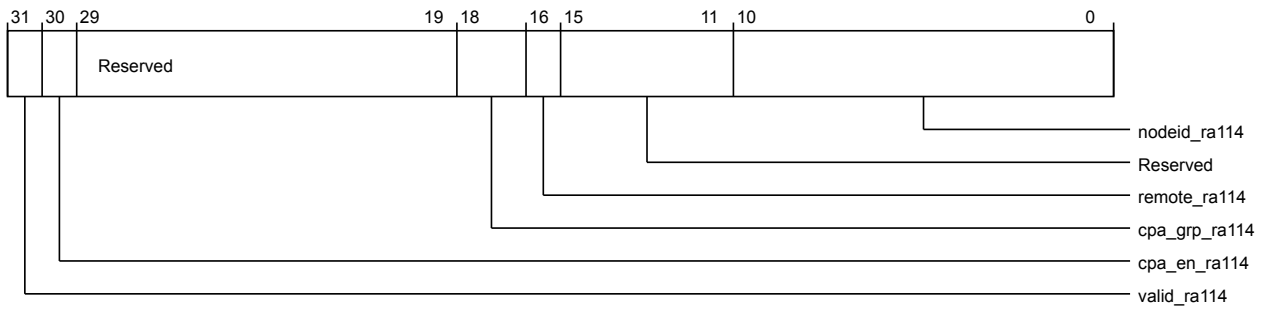 31 30 29 19 18 16 15 11 10 0
Reserved
nodeid_ra114
Reserved
remote_ra114
cpa_grp_ra114
cpa_en_ra114
valid_ra114